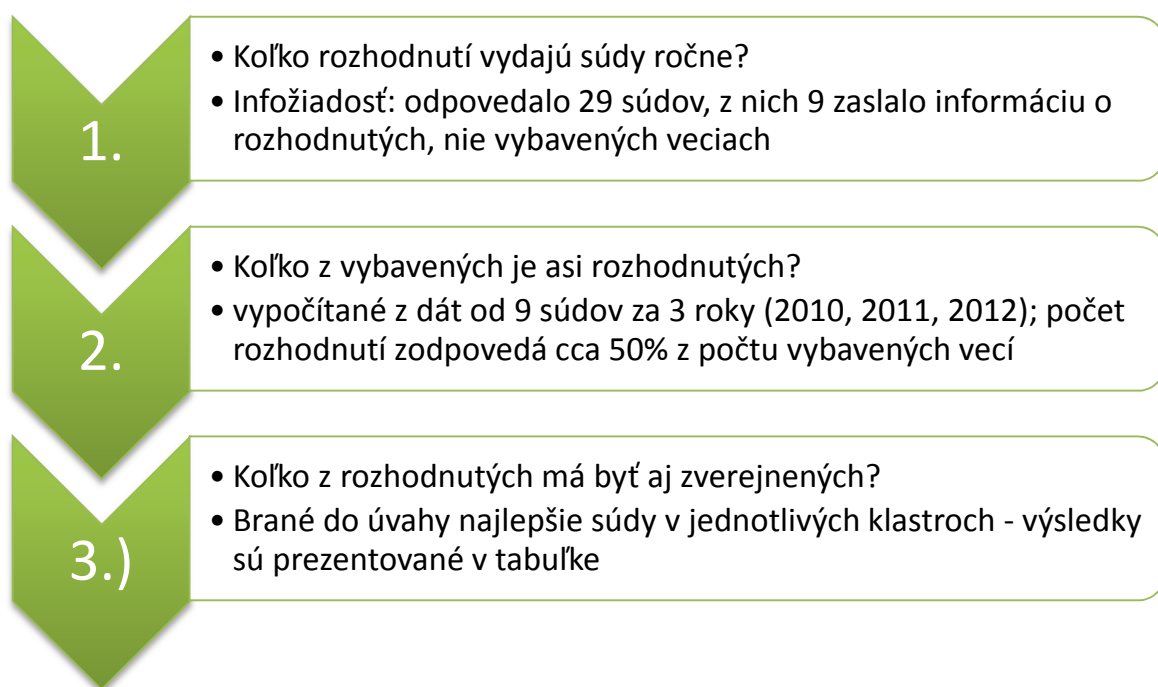 1.
• Koľko rozhodnutí vydajú súdy ročne?
• Infožiadosť: odpovedalo 29 súdov, z nich 9 zaslalo informáciu o
rozhodnutých, nie vybavených veciach
2.
• Koľko z vybavených je asi rozhodnutých?
• vypočítané z dát od 9 súdov za 3 roky (2010, 2011, 2012); počet
rozhodnutí zodpovedá cca 50% z počtu vybavených vecí
3.)
• Koľko z rozhodnutých má byť aj zverejnených?
• Brané do úvahy najlepšie súdy v jednotlivých klastroch - výsledky
sú prezentované v tabuľke